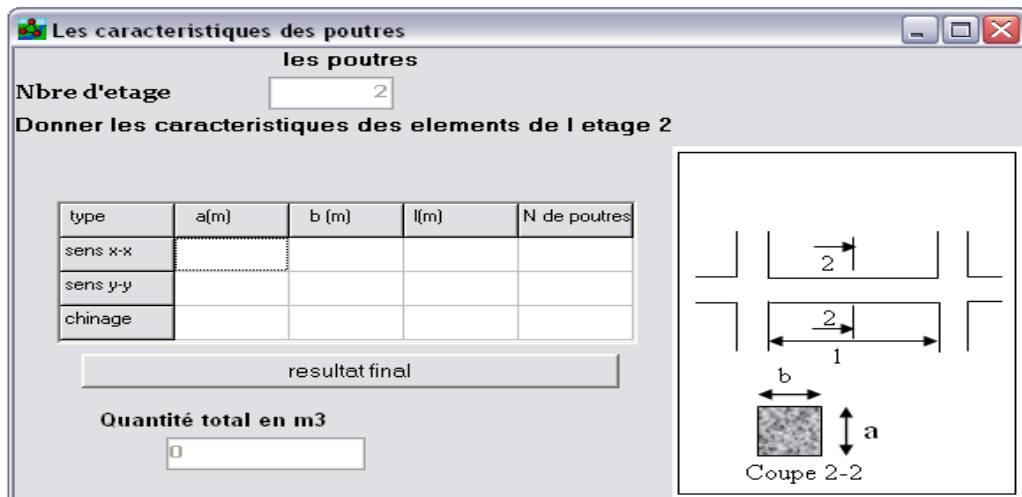 Les caracteristiques des poutres
les poutres
Nbre d'etage 2
Donner les caracteristiques des elements de l etage 2
type a(m) b (m) l(m) N de poutres
sens x-x
sens y-y
chinage
resultat final
Quantité total en m3
0
2
2
l
b
a
Coupe 2-2